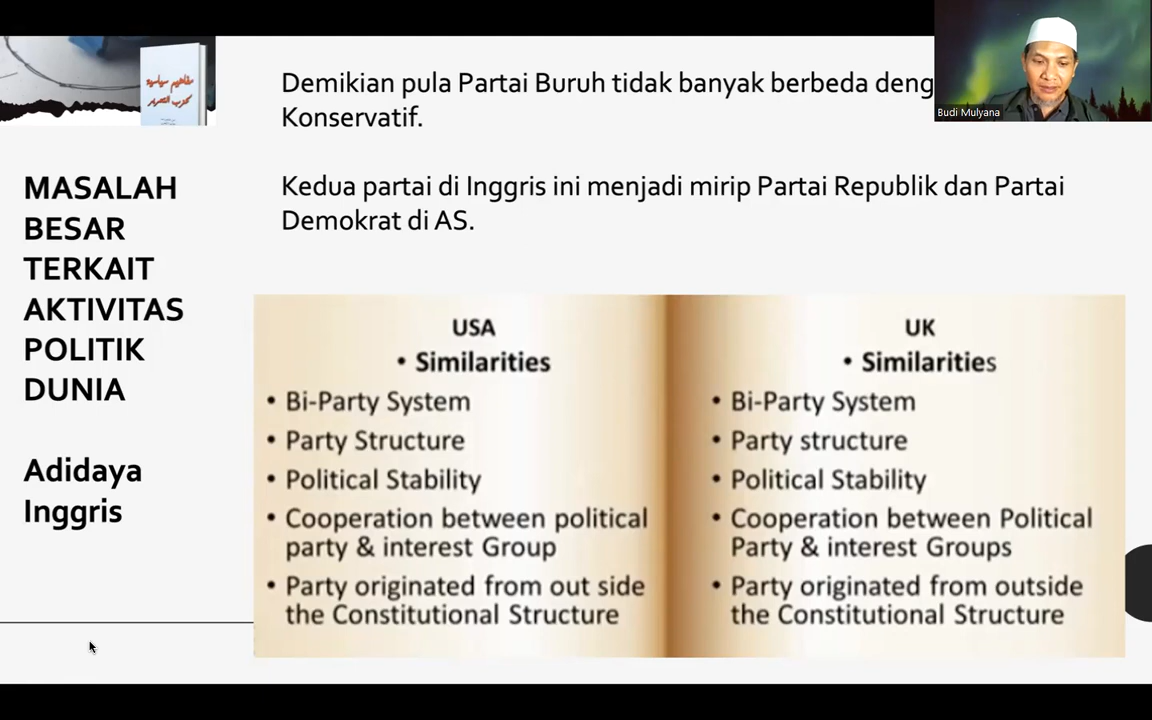 مفاهيم سياسية
لحزب التحرير
Demikian pula Partai Buruh tidak banyak berbeda deng
Konservatif.
Budi Mulyana
MASALAH
BESAR
TERKAIT
AKTIVITAS
POLITIK
DUNIA
Adidaya
Inggris
Kedua partai di Inggris ini menjadi mirip Partai Republik dan Partai
Demokrat di AS.
USA
• Similarities
• Bi-Party System
• Party Structure
• Political Stability
• Cooperation between political
party & interest Group
• Party originated from out side
the Constitutional Structure
UK
• Similarities
• Bi-Party System
• Party structure
• Political Stability
• Cooperation between Political
Party & interest Groups
• Party originated from outside
the Constitutional Structure